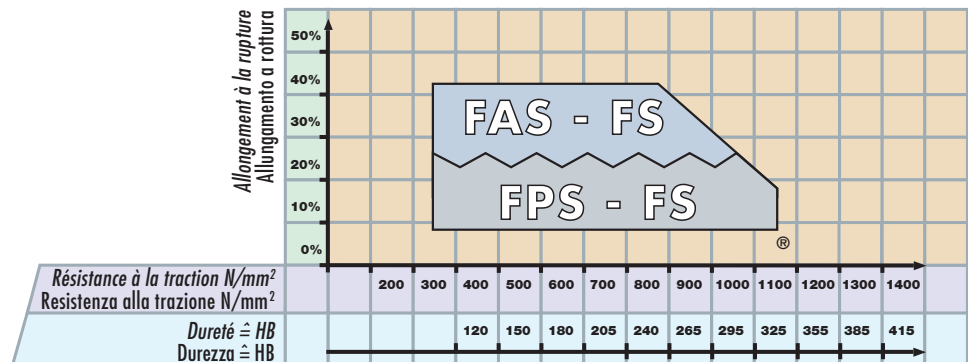 Allongement à la rupture
Allungamento a rottura
50%
40%
30%
20%
10%
0%
FAS - FS
FPS - FS
®
Résistance à la traction N/mm²
Resistenza alla trazione N/mm²
200 300 400 500 600 700 800 900 1000 1100 1200 1300 1400
Dureté ≙ HB
Durezza ≙ HB
120 150 180 205 240 265 295 325 355 385 415